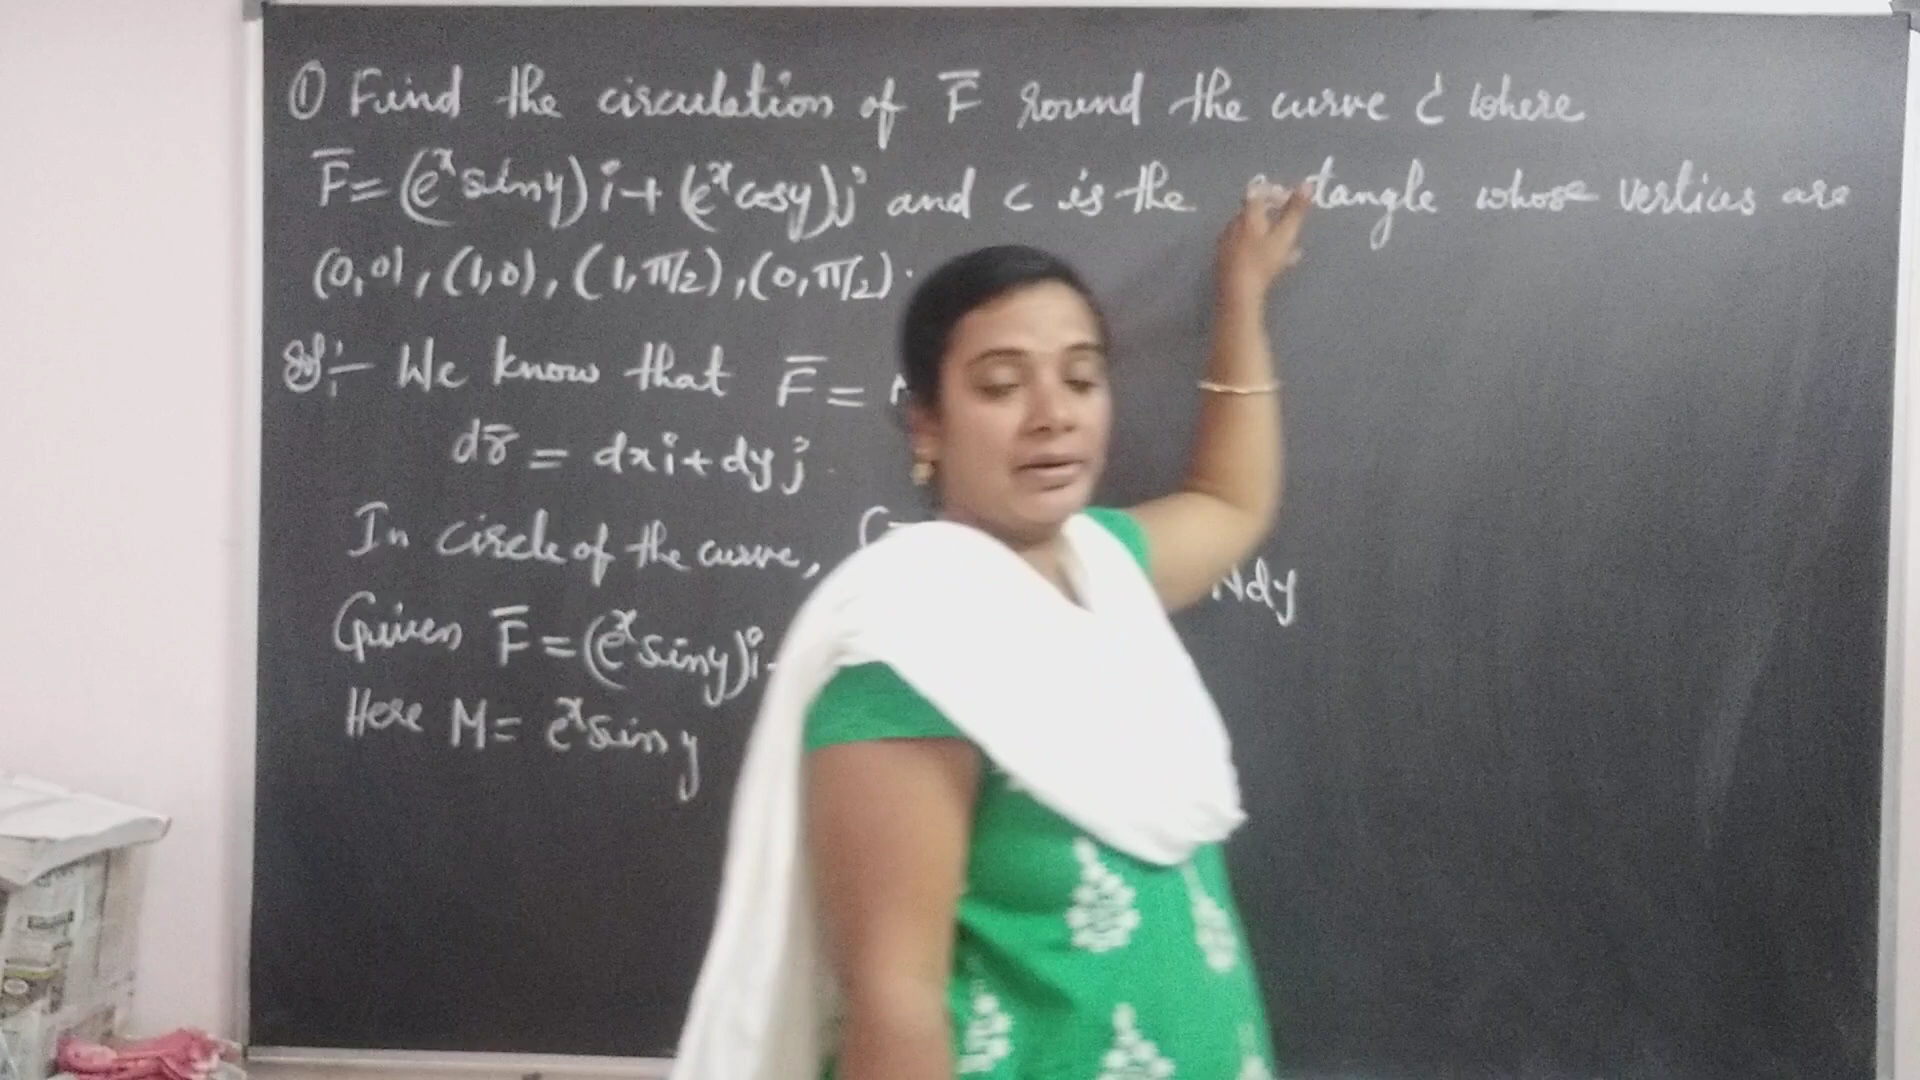 ① Find the circulation of F̅ round the curve C where
F̅ = (eˣ siny) i + (eˣ cosy) j and c is the rectangle whose vertices are
(0,0), (1,0), (1, π/2), (0, π/2).
Sol:- We know that F̅ =
dr̅ = dx i + dy j
In circle of the curve,
Ndy
Given F̅ = (eˣ siny) i
Here M = eˣ sin y